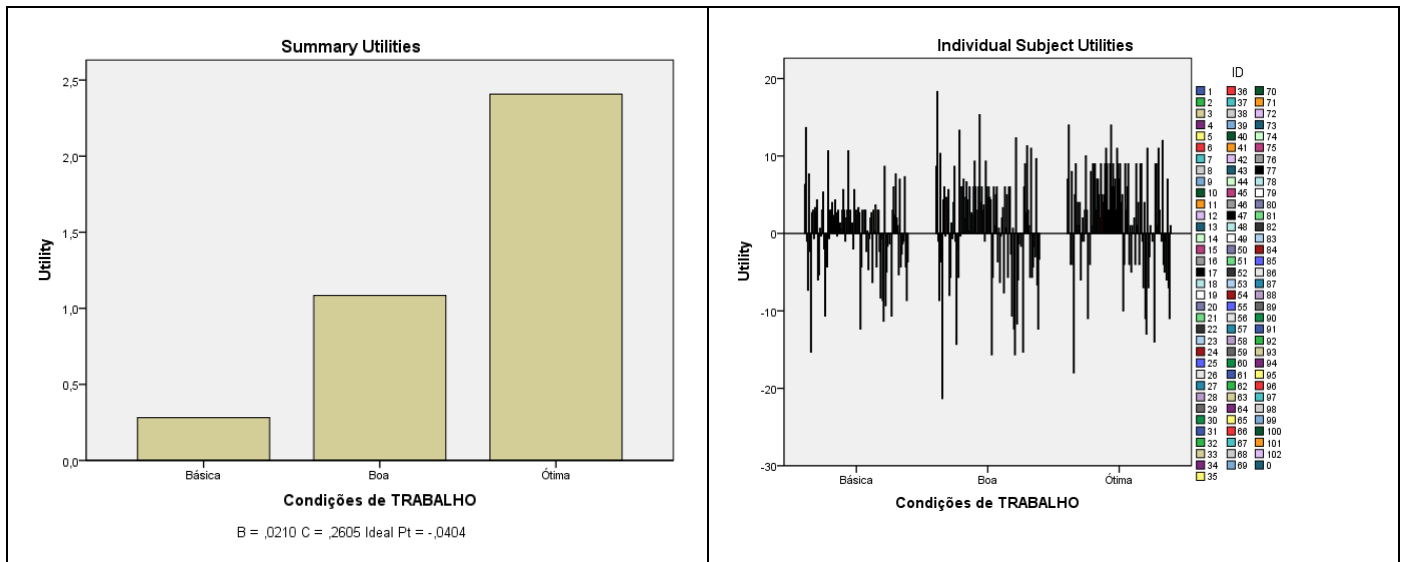 Summary Utilities
2,5
2,0
1,5
1,0
0,5
0,0
Utility
Básica Boa Ótima
Condições de TRABALHO
B = ,0210 C = ,2605 Ideal Pt = -,0404
Individual Subject Utilities
20
10
0
-10
-20
-30
Utility
Básica Boa Ótima
Condições de TRABALHO
ID
1 36 70
2 37 71
3 38 72
4 39 73
5 40 74
6 41 75
7 42 76
8 43 77
9 44 78
10 45 79
11 46 80
12 47 81
13 48 82
14 49 83
15 50 84
16 51 85
17 52 86
18 53 87
19 54 88
20 55 89
21 56 90
22 57 91
23 58 92
24 59 93
25 60 94
26 61 95
27 62 96
28 63 97
29 64 98
30 65 99
31 66 100
32 67 101
33 68 102
34 69 0
35